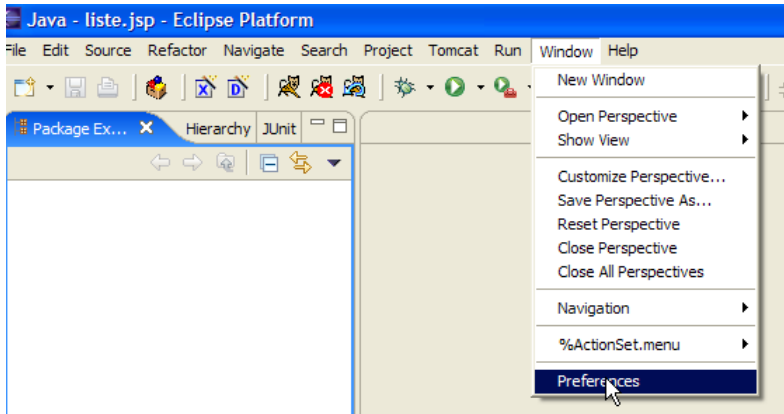 Java - liste.jsp - Eclipse Platform
File Edit Source Refactor Navigate Search Project Tomcat Run Window Help
Package Ex... Hierarchy JUnit
New Window
Open Perspective
Show View
Customize Perspective...
Save Perspective As...
Reset Perspective
Close Perspective
Close All Perspectives
Navigation
%ActionSet.menu
Preferences